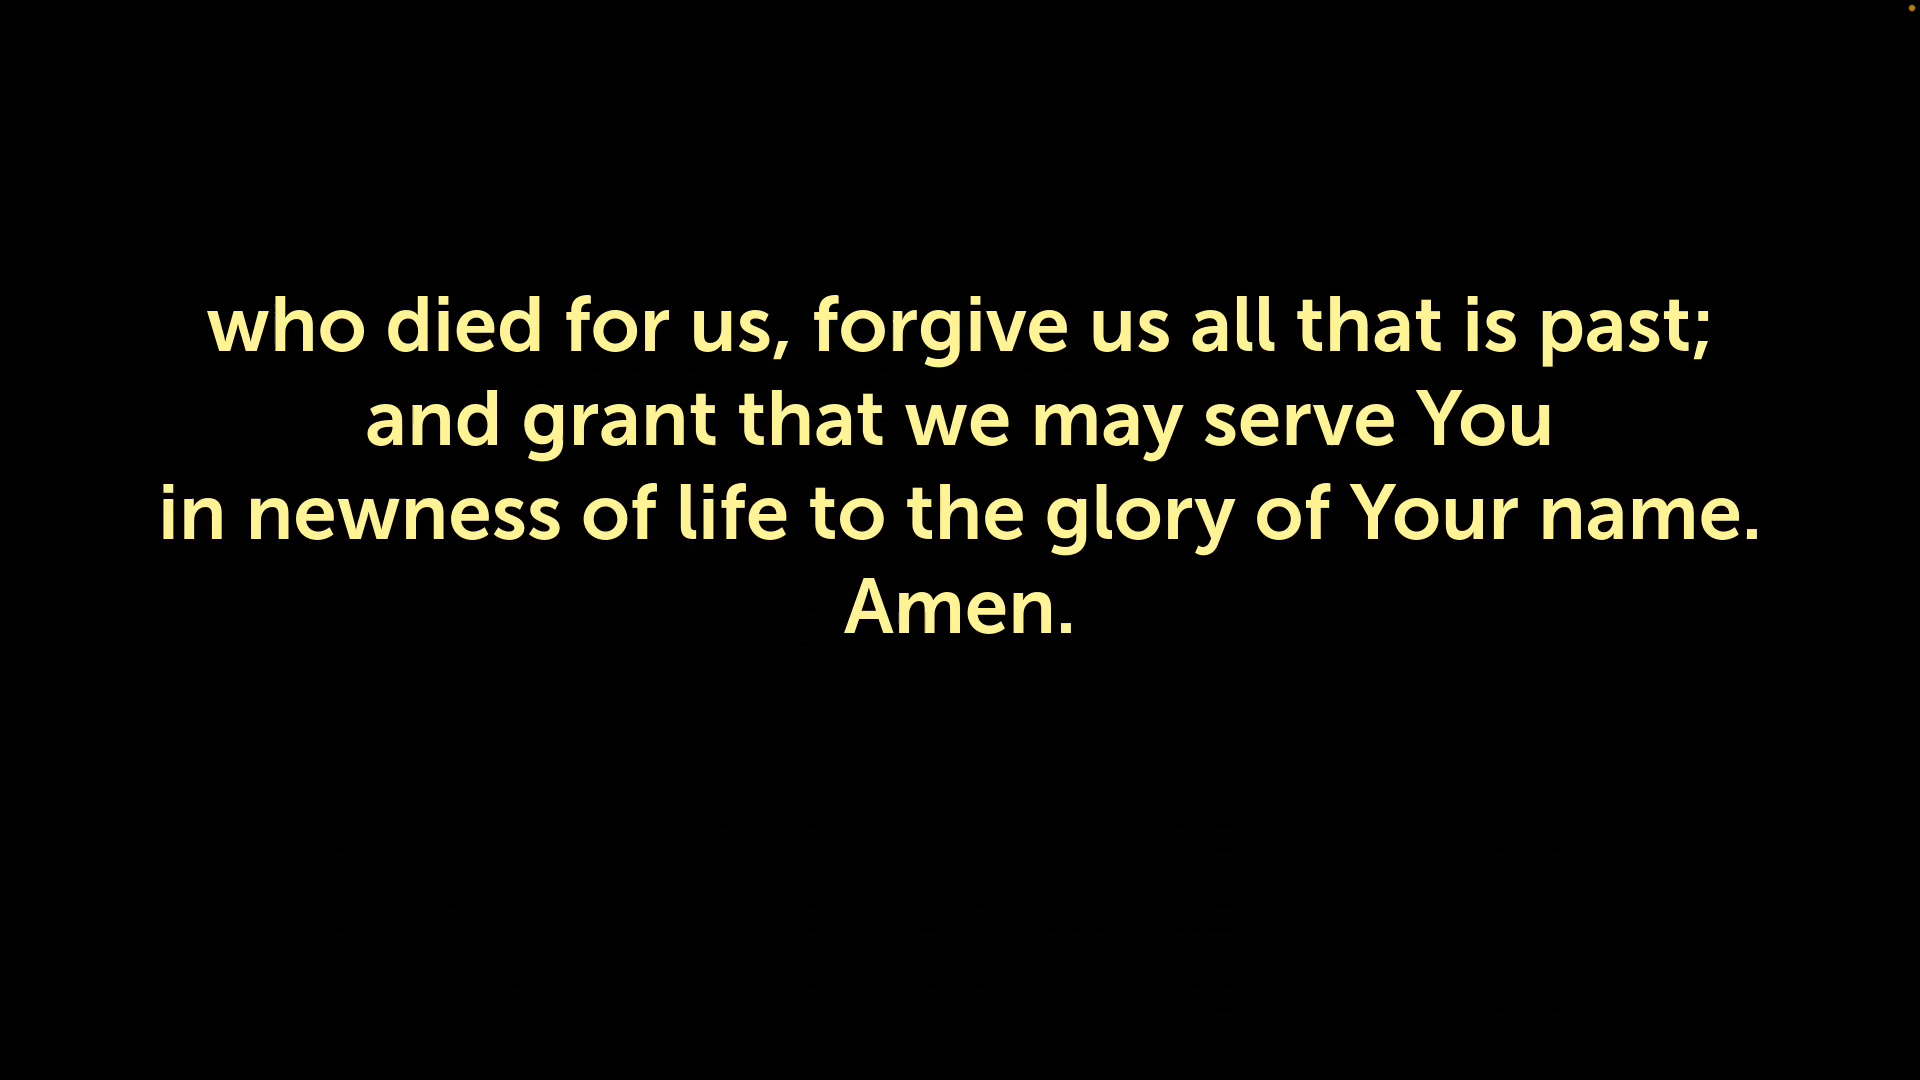 who died for us, forgive us all that is past;
and grant that we may serve You
in newness of life to the glory of Your name.
Amen.